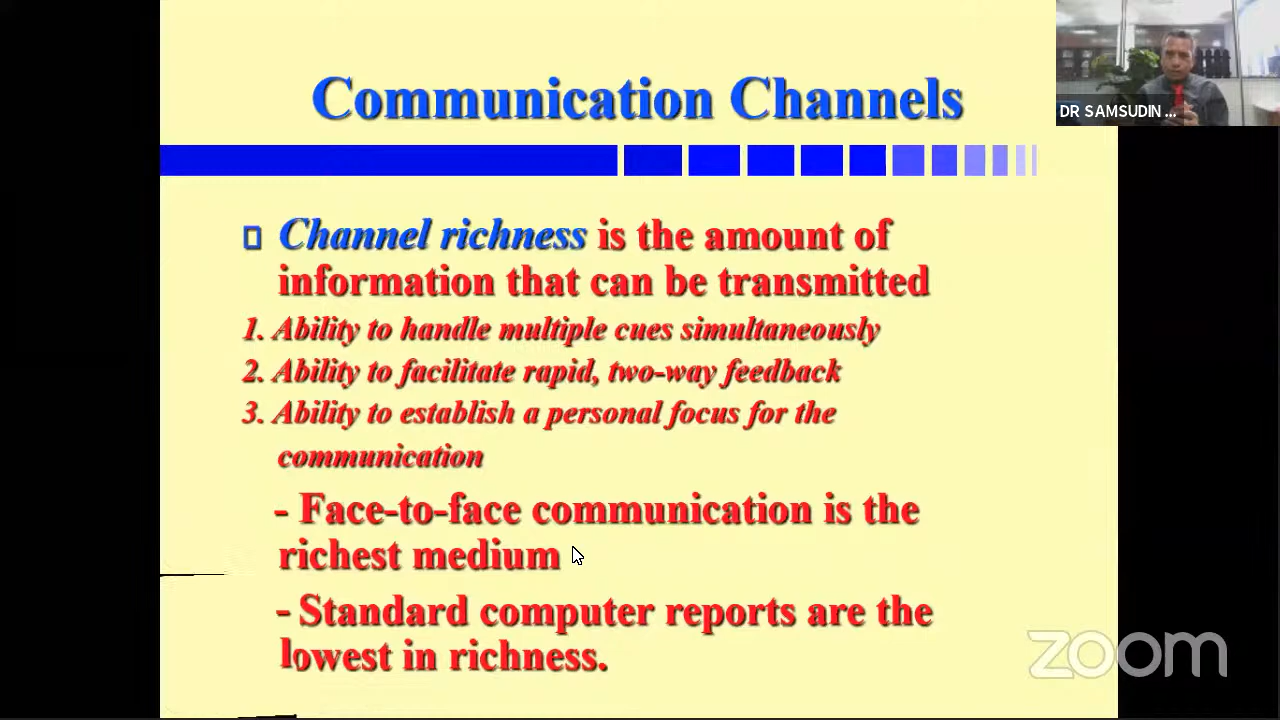 Communication Channels
DR SAMSUDIN ...
Channel richness is the amount of
information that can be transmitted
1. Ability to handle multiple cues simultaneously
2. Ability to facilitate rapid, two-way feedback
3. Ability to establish a personal focus for the
communication
- Face-to-face communication is the
richest medium
- Standard computer reports are the
lowest in richness.
zoom